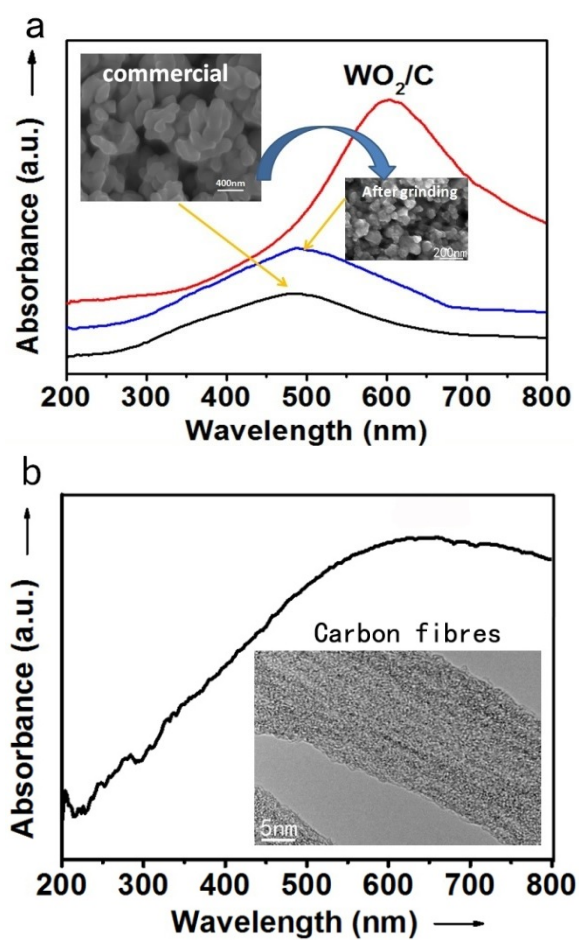 a
commercial
400nm
WO₂/C
After grinding
200nm
Absorbance (a.u.)
200 300 400 500 600 700 800
Wavelength (nm)
b
Carbon fibres
5nm
Absorbance (a.u.)
200 300 400 500 600 700 800
Wavelength (nm)